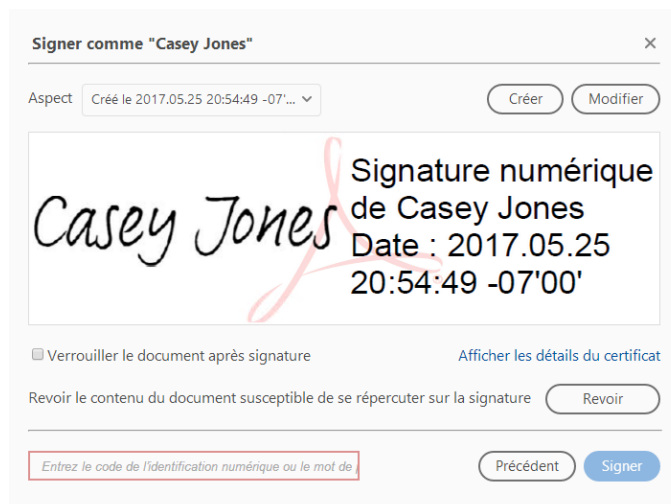 Signer comme "Casey Jones"
Aspect Créé le 2017.05.25 20:54:49 -07'... Créer Modifier
Casey Jones
Signature numérique
de Casey Jones
Date : 2017.05.25
20:54:49 -07'00'
Verrouiller le document après signature Afficher les détails du certificat
Revoir le contenu du document susceptible de se répercuter sur la signature Revoir
Entrez le code de l'identification numérique ou le mot de Précédent Signer